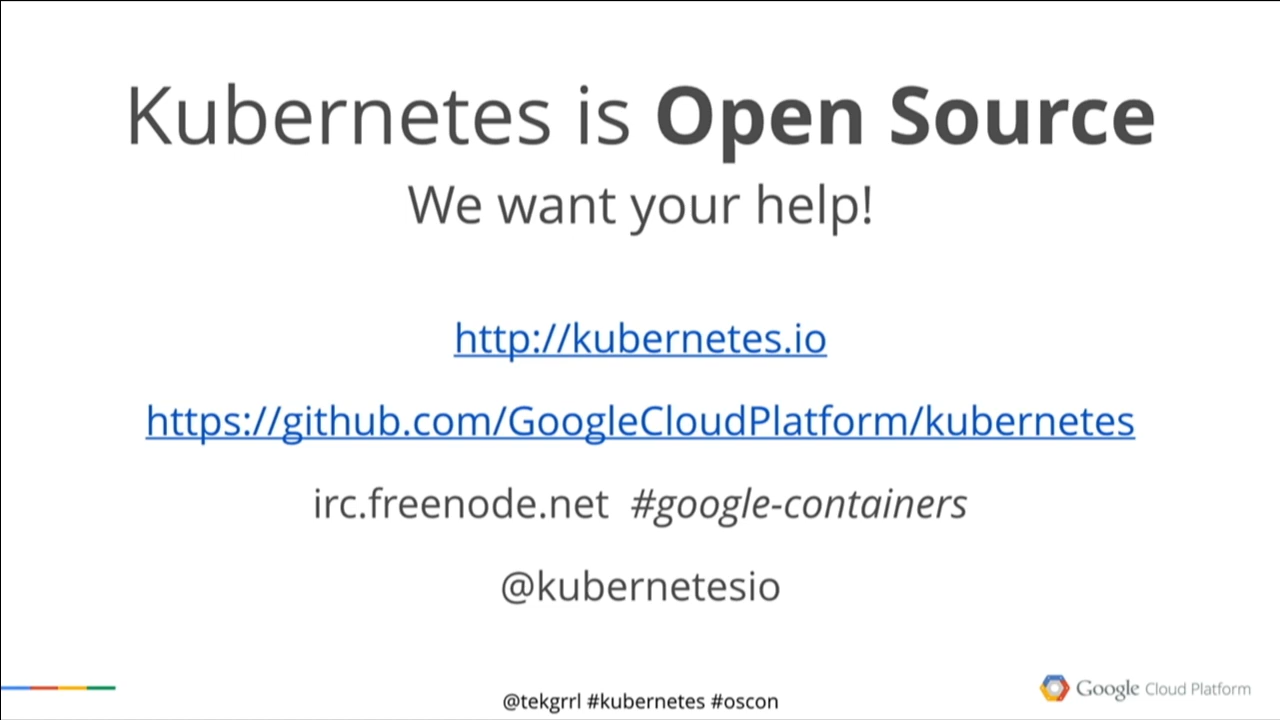 Kubernetes is Open Source
We want your help!
http://kubernetes.io
https://github.com/GoogleCloudPlatform/kubernetes
irc.freenode.net #google-containers
@kubernetesio
@tekgrrl #kubernetes #oscon
Google Cloud Platform